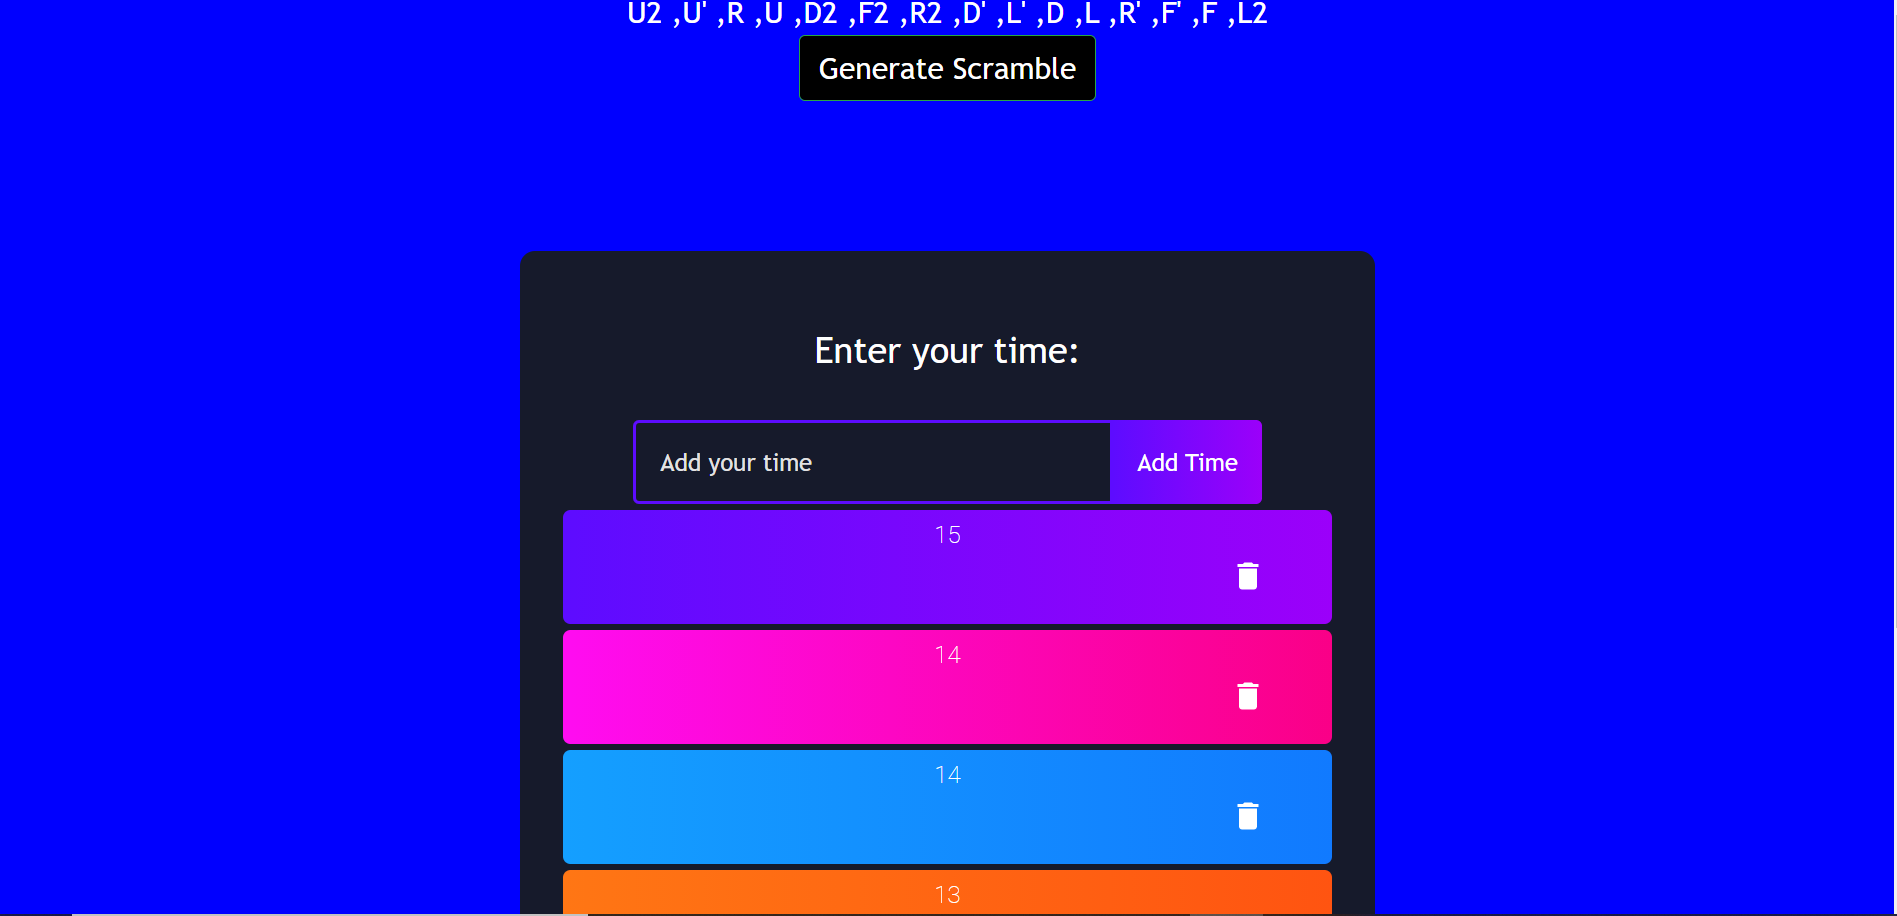 U2 ,U' ,R ,U ,D2 ,F2 ,R2 ,D' ,L' ,D ,L ,R' ,F' ,F ,L2
Generate Scramble
Enter your time:
Add your time
Add Time
15
14
14
13